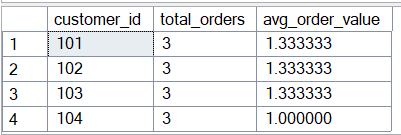 customer_id total_orders avg_order_value
1 101 3 1.333333
2 102 3 1.333333
3 103 3 1.333333
4 104 3 1.000000